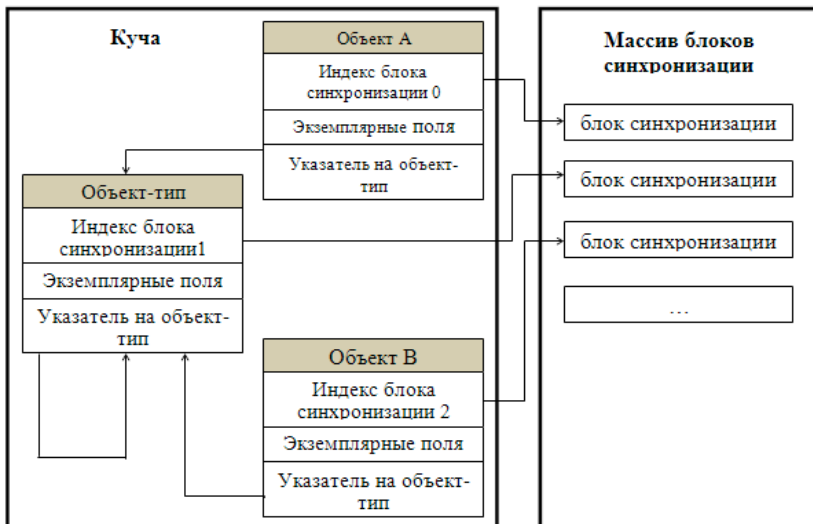 Куча
Объект А
Индекс блока
синхронизации 0
Экземплярные поля
Указатель на объект-
тип
Объект-тип
Индекс блока
синхронизации1
Экземплярные поля
Указатель на объект-
тип
Объект В
Индекс блока
синхронизации 2
Экземплярные поля
Указатель на объект-
тип
Массив блоков
синхронизации
блок синхронизации
блок синхронизации
блок синхронизации
…